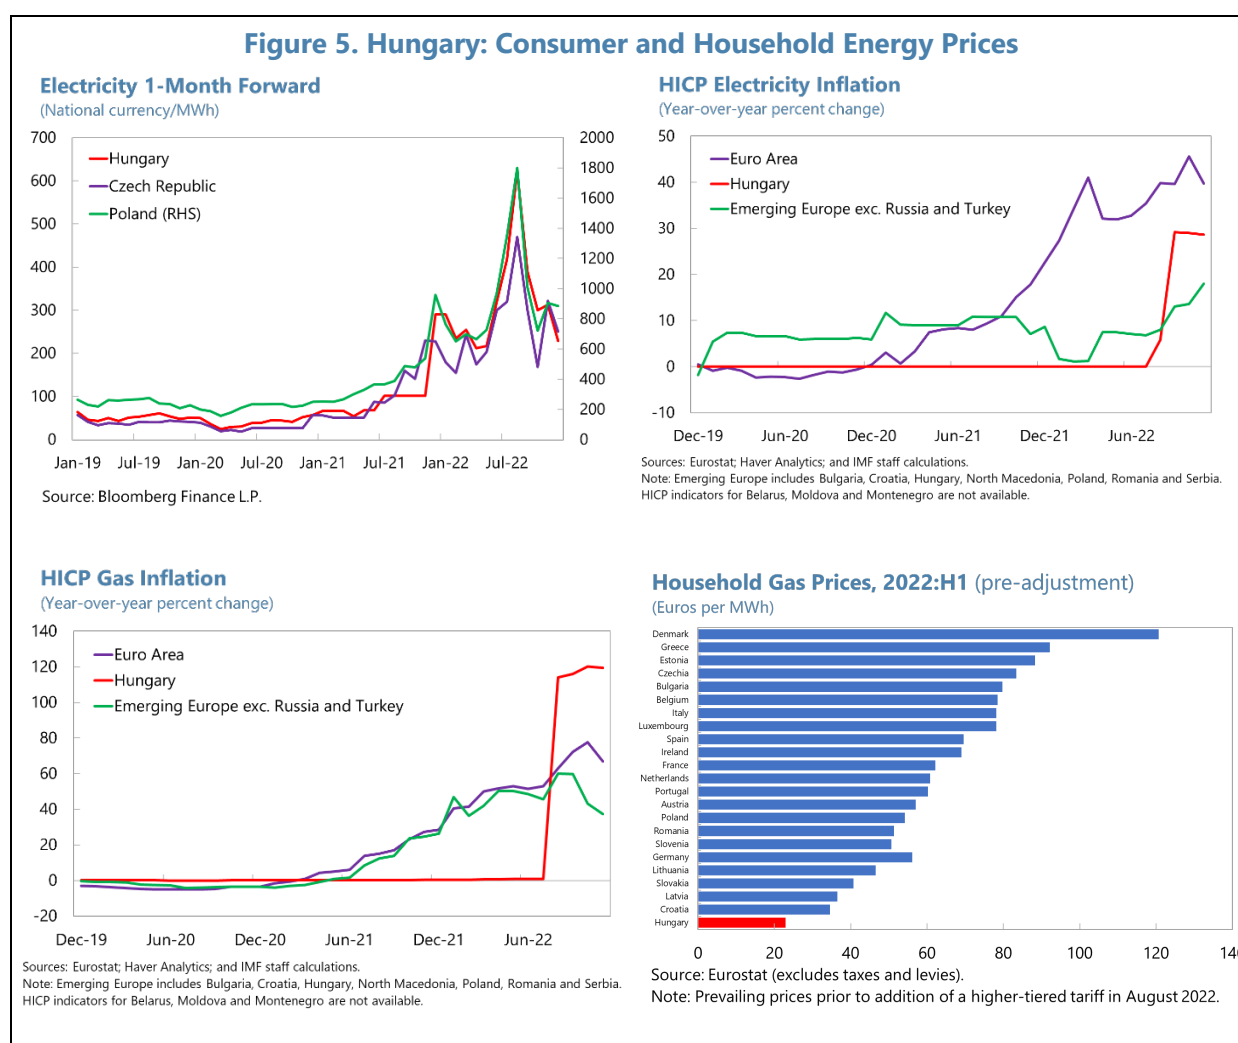 Figure 5. Hungary: Consumer and Household Energy Prices
Electricity 1-Month Forward
(National currency/MWh)
700
600
500
400
300
200
100
0
2000
1800
1600
1400
1200
1000
800
600
400
200
0
Hungary
Czech Republic
Poland (RHS)
Jan-19 Jul-19 Jan-20 Jul-20 Jan-21 Jul-21 Jan-22 Jul-22
Source: Bloomberg Finance L.P.
HICP Electricity Inflation
(Year-over-year percent change)
50
40
30
20
10
0
-10
Euro Area
Hungary
Emerging Europe exc. Russia and Turkey
Dec-19 Jun-20 Dec-20 Jun-21 Dec-21 Jun-22
Sources: Eurostat; Haver Analytics; and IMF staff calculations.
Note: Emerging Europe includes Bulgaria, Croatia, Hungary, North Macedonia, Poland, Romania and Serbia.
HICP indicators for Belarus, Moldova and Montenegro are not available.
HICP Gas Inflation
(Year-over-year percent change)
140
120
100
80
60
40
20
0
-20
Euro Area
Hungary
Emerging Europe exc. Russia and Turkey
Dec-19 Jun-20 Dec-20 Jun-21 Dec-21 Jun-22
Sources: Eurostat; Haver Analytics; and IMF staff calculations.
Note: Emerging Europe includes Bulgaria, Croatia, Hungary, North Macedonia, Poland, Romania and Serbia.
HICP indicators for Belarus, Moldova and Montenegro are not available.
Household Gas Prices, 2022:H1 (pre-adjustment)
(Euros per MWh)
Denmark
Greece
Estonia
Czechia
Bulgaria
Belgium
Italy
Luxembourg
Spain
Ireland
France
Netherlands
Portugal
Austria
Poland
Romania
Slovenia
Germany
Lithuania
Slovakia
Latvia
Croatia
Hungary
0 20 40 60 80 100 120 140
Source: Eurostat (excludes taxes and levies).
Note: Prevailing prices prior to addition of a higher-tiered tariff in August 2022.